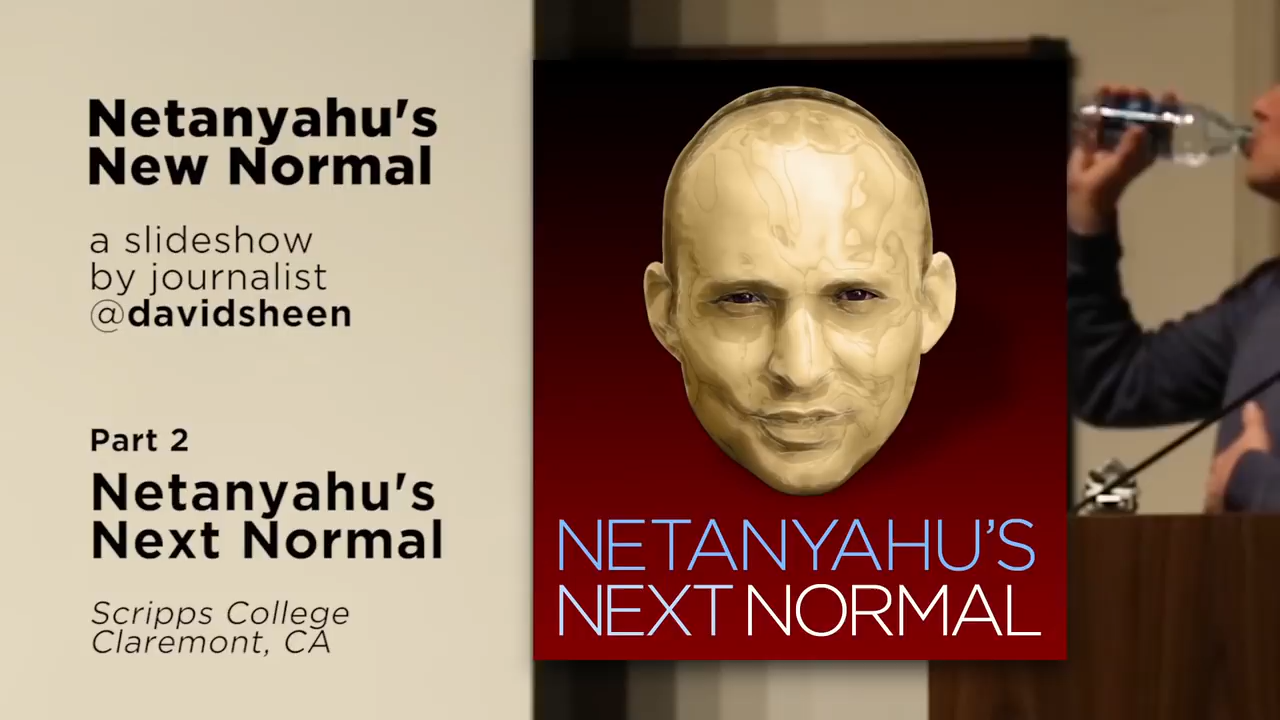 Netanyahu's
New Normal
a slideshow
by journalist
@davidsheen
Part 2
Netanyahu's
Next Normal
Scripps College
Claremont, CA
NETANYAHU’S
NEXT NORMAL